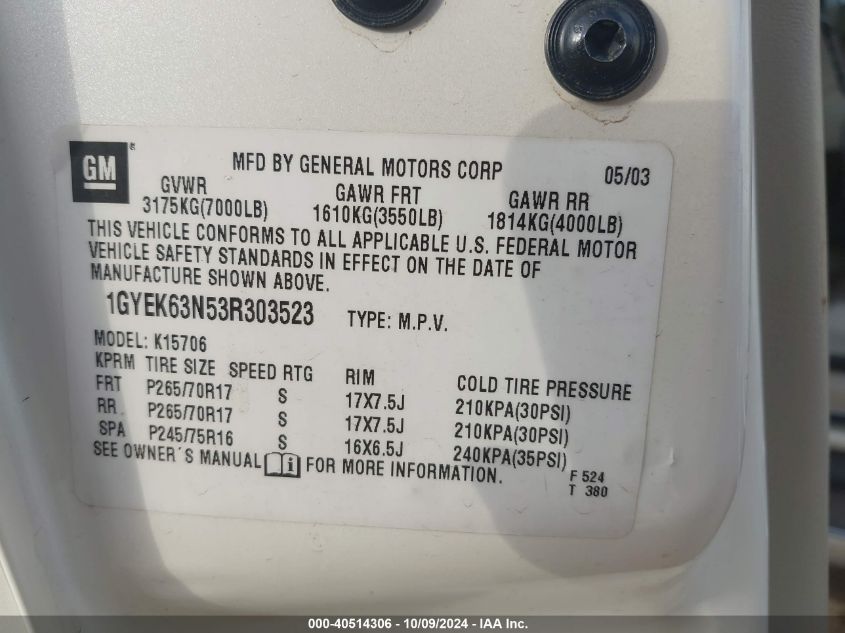 GM
MFD BY GENERAL MOTORS CORP 05/03
GVWR GAWR FRT GAWR RR
3175KG(7000LB) 1610KG(3550LB) 1814KG(4000LB)
THIS VEHICLE CONFORMS TO ALL APPLICABLE U.S. FEDERAL MOTOR
VEHICLE SAFETY STANDARDS IN EFFECT ON THE DATE OF
MANUFACTURE SHOWN ABOVE.
1GYEK63N53R303523 TYPE: M.P.V.
MODEL: K15706
KPRM TIRE SIZE SPEED RTG RIM COLD TIRE PRESSURE
FRT P265/70R17 S 17X7.5J 210KPA(30PSI)
RR P265/70R17 S 17X7.5J 210KPA(30PSI)
SPA P245/75R16 S 16X6.5J 240KPA(35PSI)
SEE OWNER'S MANUAL i FOR MORE INFORMATION.
F 524
T 380
000-40514306 - 10/09/2024 - IAA Inc.